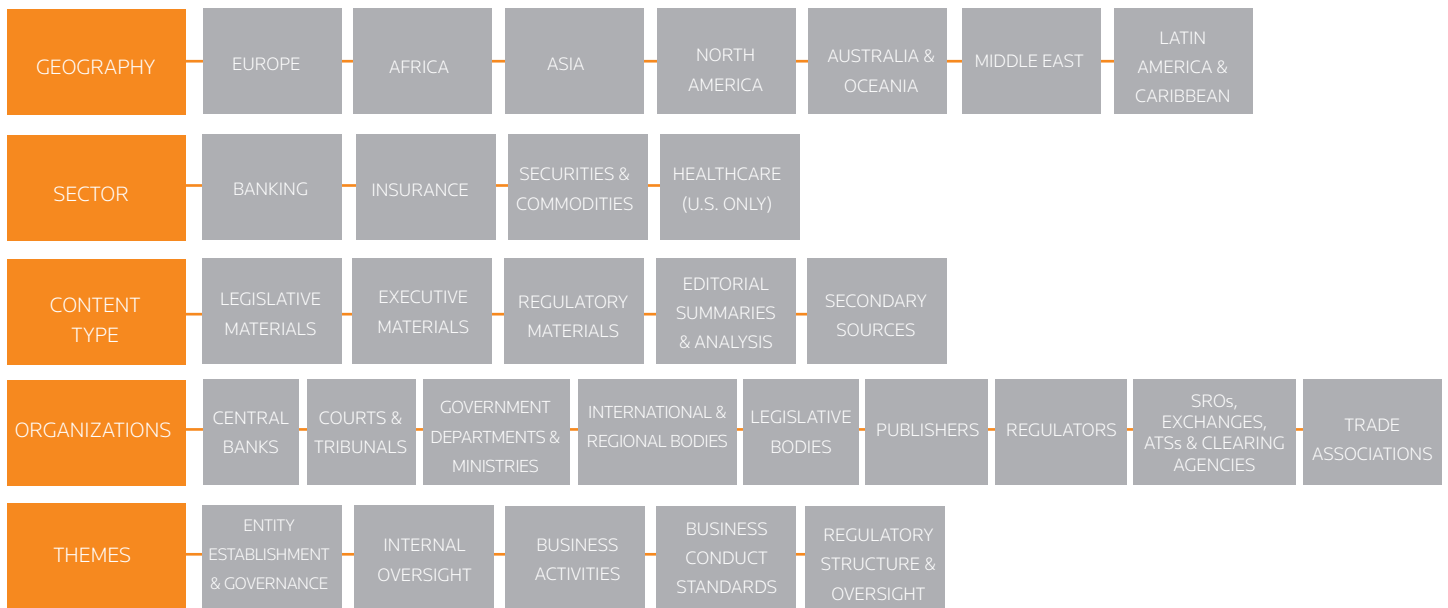 GEOGRAPHY
EUROPE
AFRICA
ASIA
NORTH
AMERICA
AUSTRALIA &
OCEANIA
MIDDLE EAST
LATIN
AMERICA &
CARIBBEAN
SECTOR
BANKING
INSURANCE
SECURITIES &
COMMODITIES
HEALTHCARE
(U.S. ONLY)
CONTENT
TYPE
LEGISLATIVE
MATERIALS
EXECUTIVE
MATERIALS
REGULATORY
MATERIALS
EDITORIAL
SUMMARIES
& ANALYSIS
SECONDARY
SOURCES
ORGANIZATIONS
CENTRAL
BANKS
COURTS &
TRIBUNALS
GOVERNMENT
DEPARTMENTS &
MINISTRIES
INTERNATIONAL &
REGIONAL BODIES
LEGISLATIVE
BODIES
PUBLISHERS
REGULATORS
SROs,
EXCHANGES,
ATSs & CLEARING
AGENCIES
TRADE
ASSOCIATIONS
THEMES
ENTITY
ESTABLISHMENT
& GOVERNANCE
INTERNAL
OVERSIGHT
BUSINESS
ACTIVITIES
BUSINESS
CONDUCT
STANDARDS
REGULATORY
STRUCTURE &
OVERSIGHT